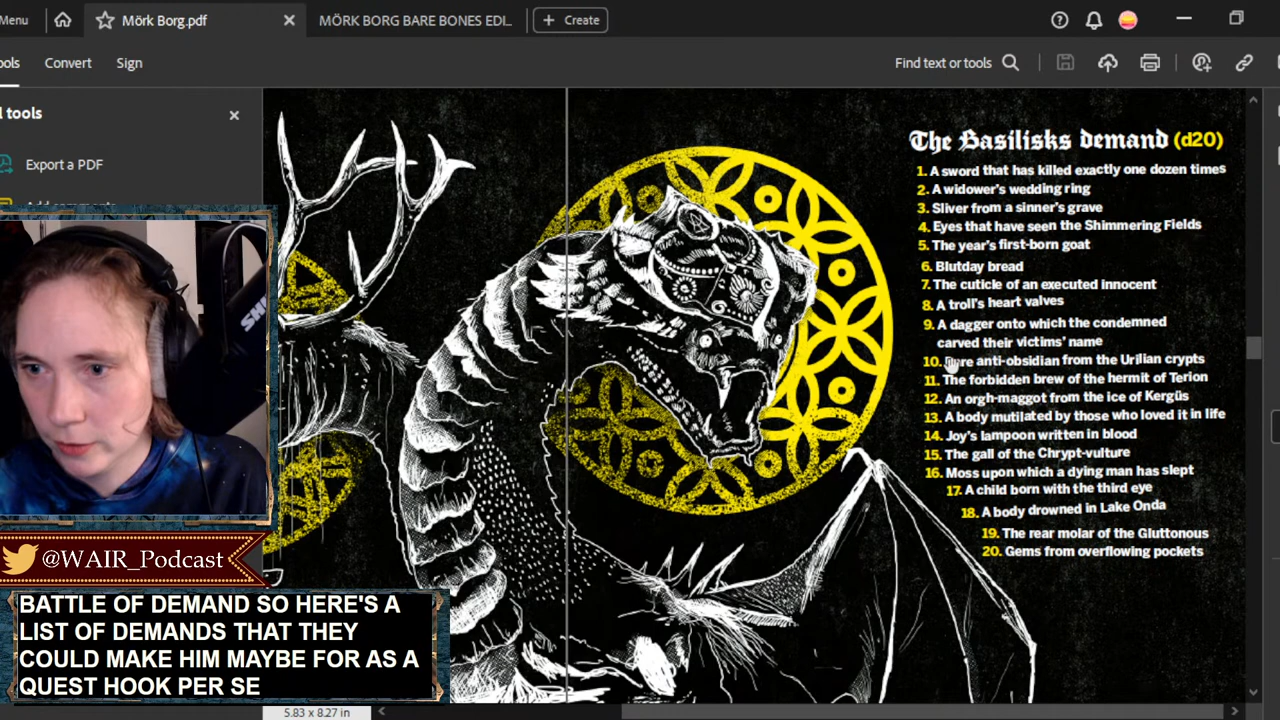 Menu
Mörk Borg.pdf
MÖRK BORG BARE BONES EDI...
Create
ols
Convert
Sign
Find text or tools
l tools
Export a PDF
The Basilisks demand (d20)
1. A sword that has killed exactly one dozen times
2. A widower's wedding ring
3. Sliver from a sinner's grave
4. Eyes that have seen the Shimmering Fields
5. The year's first-born goat
6. Blutday bread
7. The cuticle of an executed innocent
8. A troll's heart valves
9. A dagger onto which the condemned
carved their victims' name
10. Pure anti-obsidian from the Urilian crypts
11. The forbidden brew of the hermit of Terion
12. An orgh-maggot from the ice of Kergüs
13. A body mutilated by those who loved it in life
14. Joy's lampoon written in blood
15. The gall of the Chrypt-vulture
16. Moss upon which a dying man has slept
17. A child born with the third eye
18. A body drowned in Lake Onda
19. The rear molar of the Gluttonous
20. Gems from overflowing pockets
@WAIR_Podcast
BATTLE OF DEMAND SO HERE'S A
LIST OF DEMANDS THAT THEY
COULD MAKE HIM MAYBE FOR AS A
QUEST HOOK PER SE
5.83 x 8.27 in